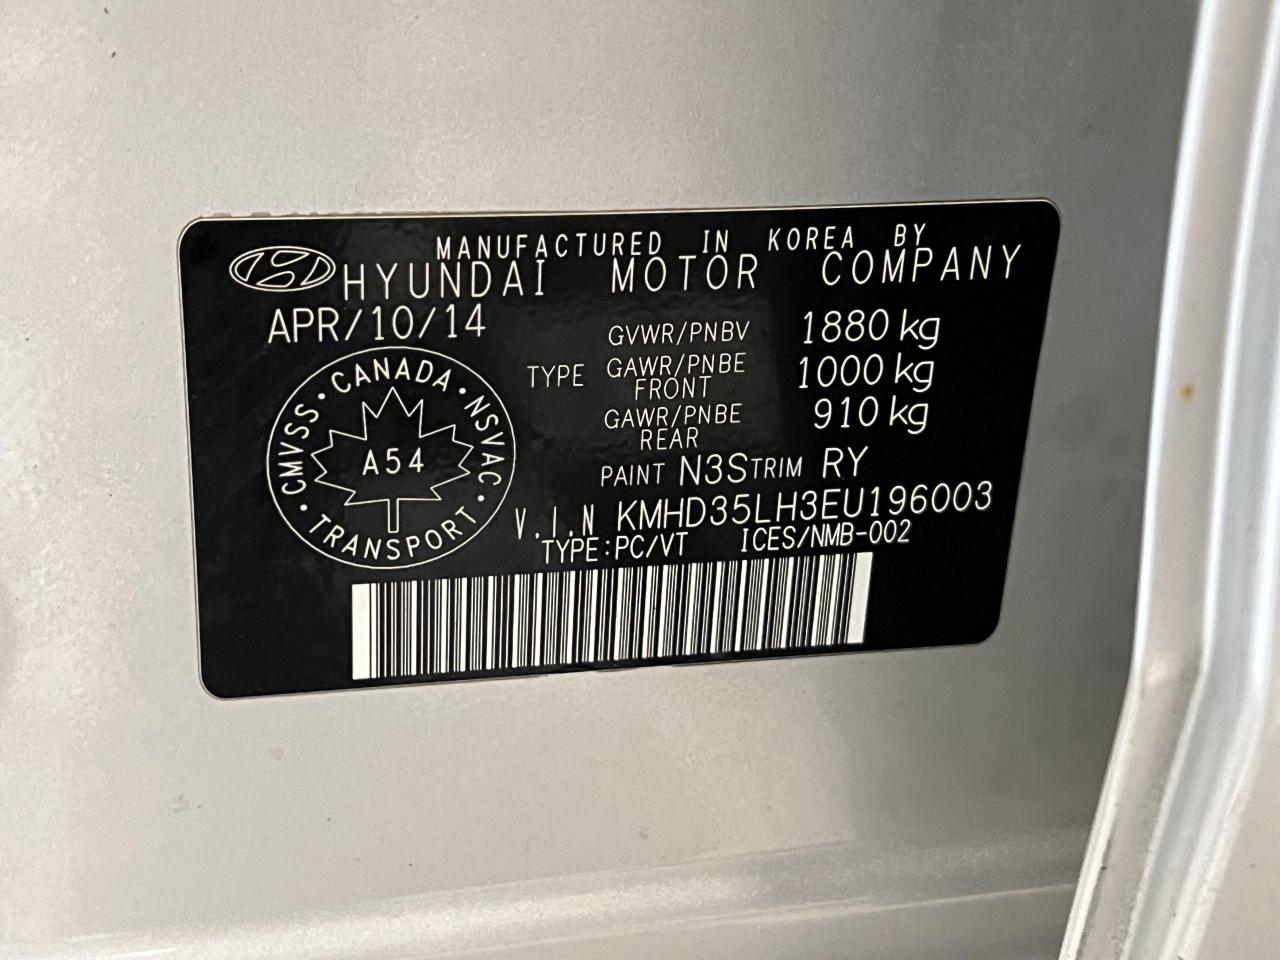 MANUFACTURED IN KOREA BY
HYUNDAI MOTOR COMPANY
APR/10/14
GVWR/PNBV 1880 kg
TYPE GAWR/PNBE FRONT 1000 kg
GAWR/PNBE REAR 910 kg
CMVSS · CANADA · NSVAC · TRANSPORT ·
A54
PAINT N3S TRIM RY
V.I.N KMHD35LH3EU196003
TYPE:PC/VT ICES/NMB-002